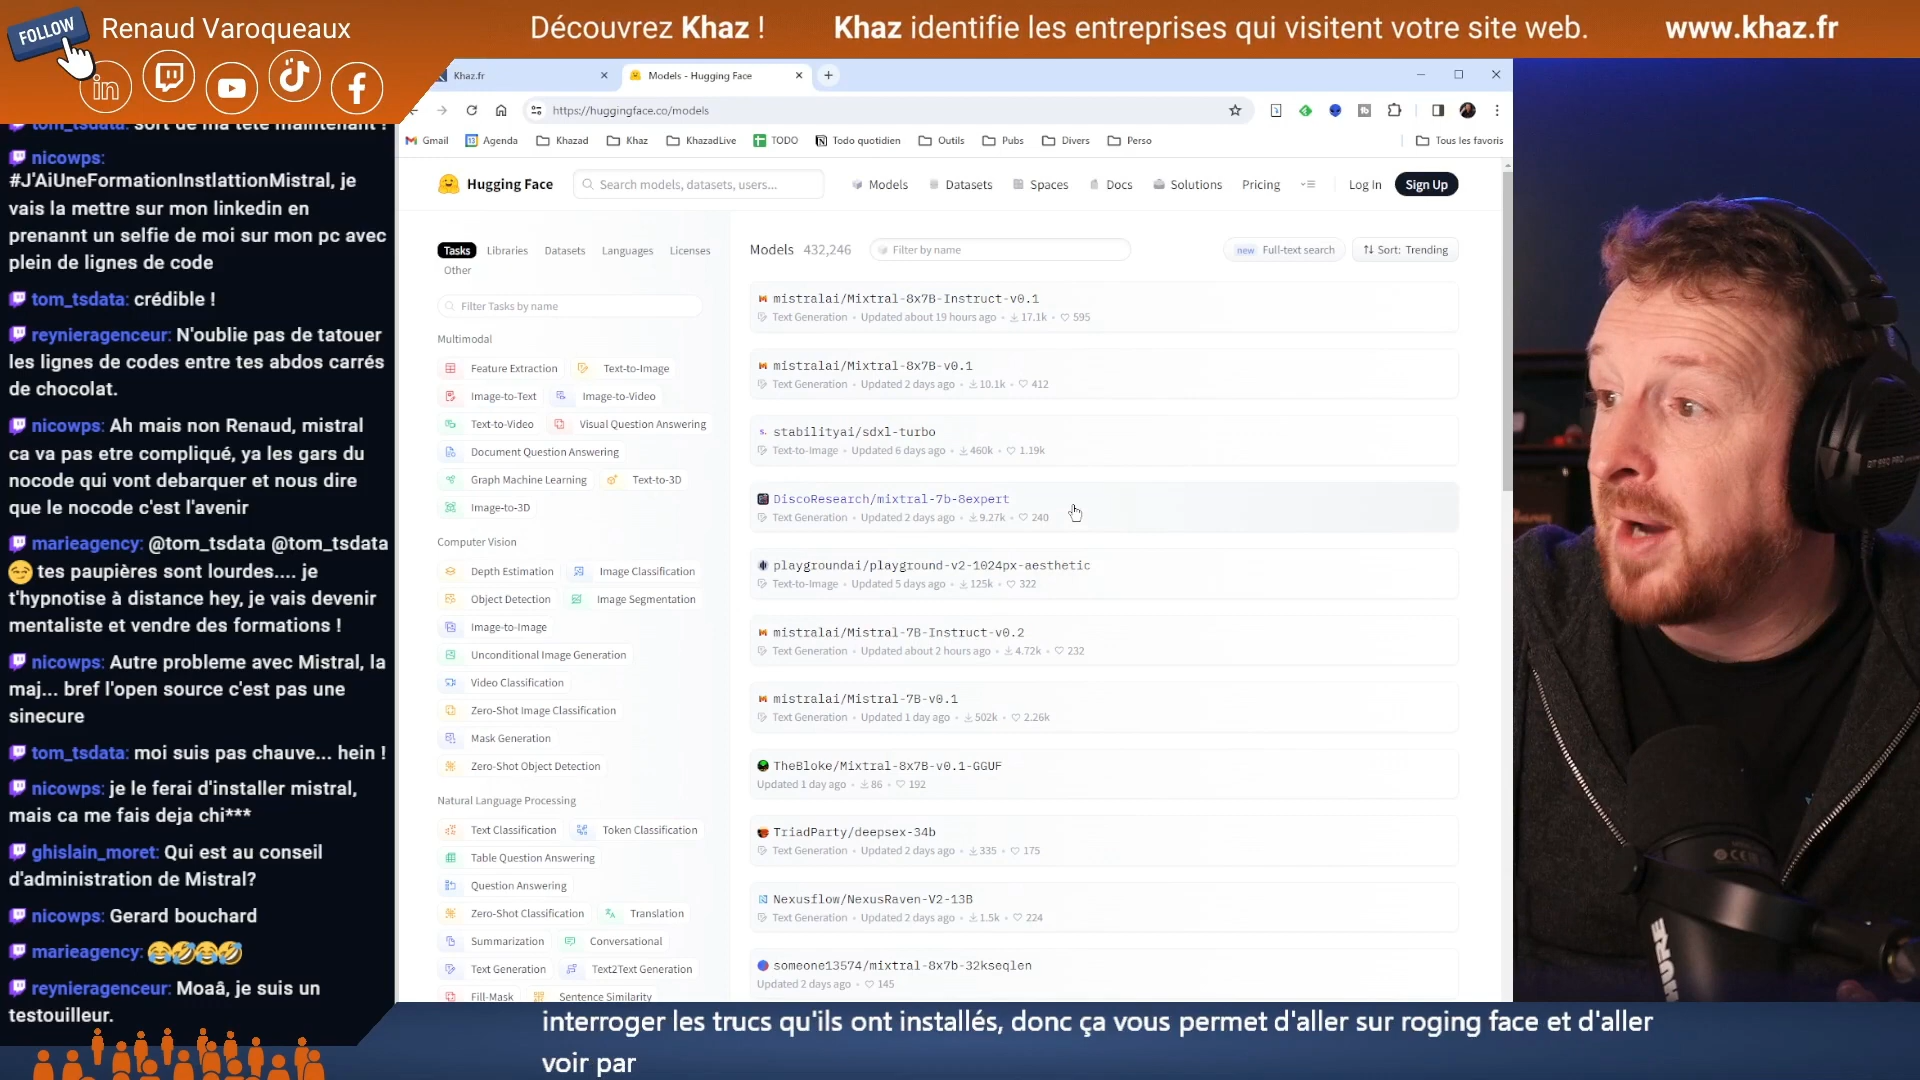 FOLLOW
Renaud Varoqueaux
Découvrez Khaz !
Khaz identifie les entreprises qui visitent votre site web.
www.khaz.fr
tom_tsdata: sort de ma tete maintenant !
nicowps:
#J'AiUneFormationInstlattionMistral, je
vais la mettre sur mon linkedin en
prenannt un selfie de moi sur mon pc avec
plein de lignes de code
tom_tsdata: crédible !
reynieragenceur: N'oublie pas de tatouer
les lignes de codes entre tes abdos carrés
de chocolat.
nicowps: Ah mais non Renaud, mistral
ca va pas etre compliqué, ya les gars du
nocode qui vont debarquer et nous dire
que le nocode c'est l'avenir
marieagency: @tom_tsdata @tom_tsdata
😏 tes paupières sont lourdes.... je
t'hypnotise à distance hey, je vais devenir
mentaliste et vendre des formations !
nicowps: Autre probleme avec Mistral, la
maj... bref l'open source c'est pas une
sinecure
tom_tsdata: moi suis pas chauve... hein !
nicowps: je le ferai d'installer mistral,
mais ca me fais deja chi***
ghislain_moret: Qui est au conseil
d'administration de Mistral?
nicowps: Gerard bouchard
marieagency: 😂🤣😂🤣
reynieragenceur: Moaâ, je suis un
testouilleur.
Khaz.fr
Models - Hugging Face
https://huggingface.co/models
Gmail Agenda Khazad Khaz KhazadLive TODO Todo quotidien Outils Pubs Divers Perso Tous les favoris
Hugging Face
Search models, datasets, users...
Models Datasets Spaces Docs Solutions Pricing Log In Sign Up
Tasks Libraries Datasets Languages Licenses
Other
Filter Tasks by name
Multimodal
Feature Extraction Text-to-Image
Image-to-Text Image-to-Video
Text-to-Video Visual Question Answering
Document Question Answering
Graph Machine Learning Text-to-3D
Image-to-3D
Computer Vision
Depth Estimation Image Classification
Object Detection Image Segmentation
Image-to-Image
Unconditional Image Generation
Video Classification
Zero-Shot Image Classification
Mask Generation
Zero-Shot Object Detection
Natural Language Processing
Text Classification Token Classification
Table Question Answering
Question Answering
Zero-Shot Classification Translation
Summarization Conversational
Text Generation Text2Text Generation
Fill-Mask Sentence Similarity
Models 432,246 Filter by name new Full-text search Sort: Trending
mistralai/Mixtral-8x7B-Instruct-v0.1
Text Generation • Updated about 19 hours ago • 17.1k • 595
mistralai/Mixtral-8x7B-v0.1
Text Generation • Updated 2 days ago • 10.1k • 412
stabilityai/sdxl-turbo
Text-to-Image • Updated 6 days ago • 460k • 1.19k
DiscoResearch/mixtral-7b-8expert
Text Generation • Updated 2 days ago • 9.27k • 240
playgroundai/playground-v2-1024px-aesthetic
Text-to-Image • Updated 5 days ago • 125k • 322
mistralai/Mistral-7B-Instruct-v0.2
Text Generation • Updated about 2 hours ago • 4.72k • 232
mistralai/Mistral-7B-v0.1
Text Generation • Updated 1 day ago • 502k • 2.26k
TheBloke/Mixtral-8x7B-v0.1-GGUF
Updated 1 day ago • 86 • 192
TriadParty/deepsex-34b
Text Generation • Updated 2 days ago • 335 • 175
Nexusflow/NexusRaven-V2-13B
Text Generation • Updated 2 days ago • 1.5k • 224
someone13574/mixtral-8x7b-32kseqlen
Updated 2 days ago • 145
SHURE
interroger les trucs qu'ils ont installés, donc ça vous permet d'aller sur roging face et d'aller
voir par